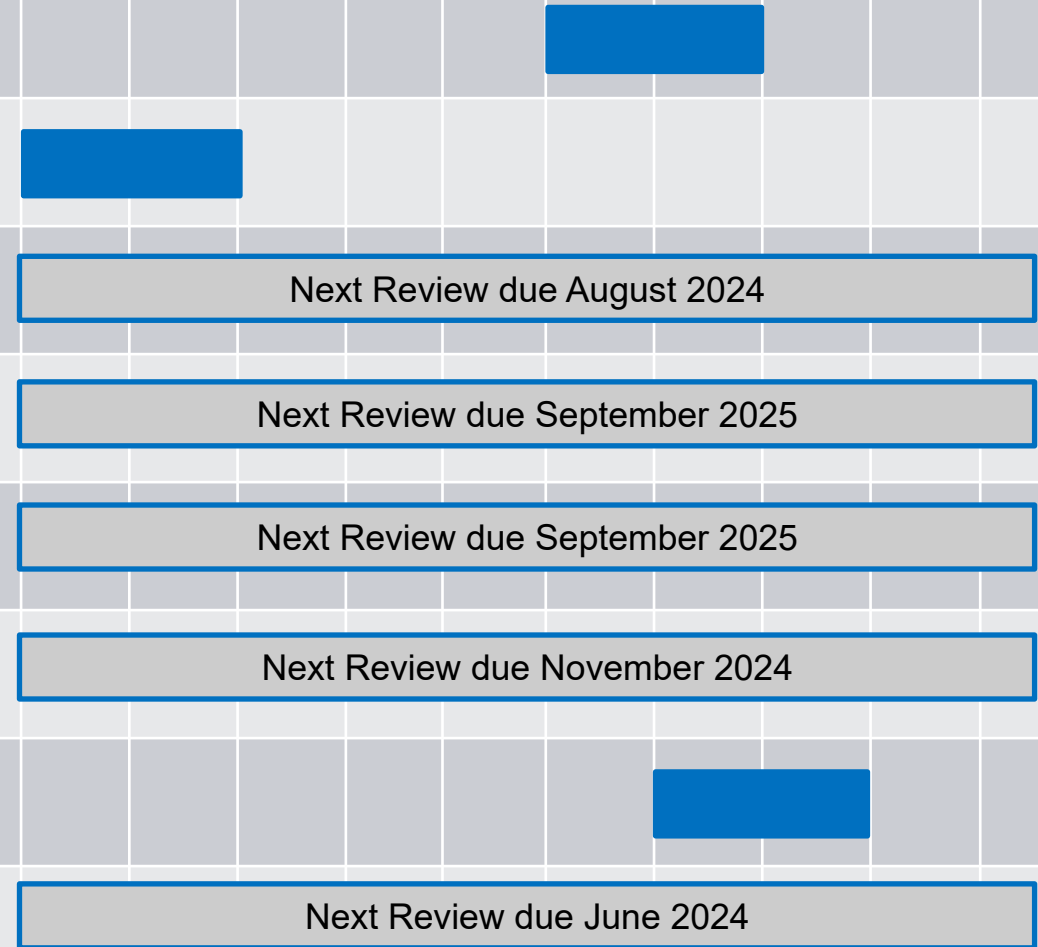 Next Review due August 2024
Next Review due September 2025
Next Review due September 2025
Next Review due November 2024
Next Review due June 2024